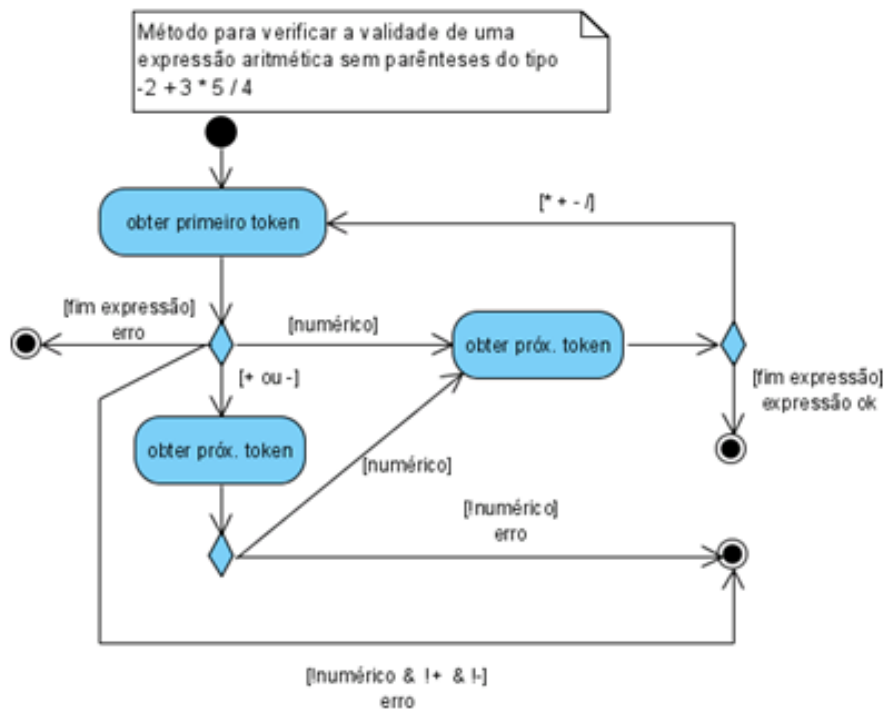 Método para verificar a validade de uma
expressão aritmética sem parênteses do tipo
-2 +3 * 5 / 4
obter primeiro token
[* + - /]
[fim expressão]
erro
[numérico]
obter próx. token
[+ ou -]
[fim expressão]
expressão ok
obter próx. token
[numérico]
[!numérico]
erro
[!numérico & !+ & !-]
erro